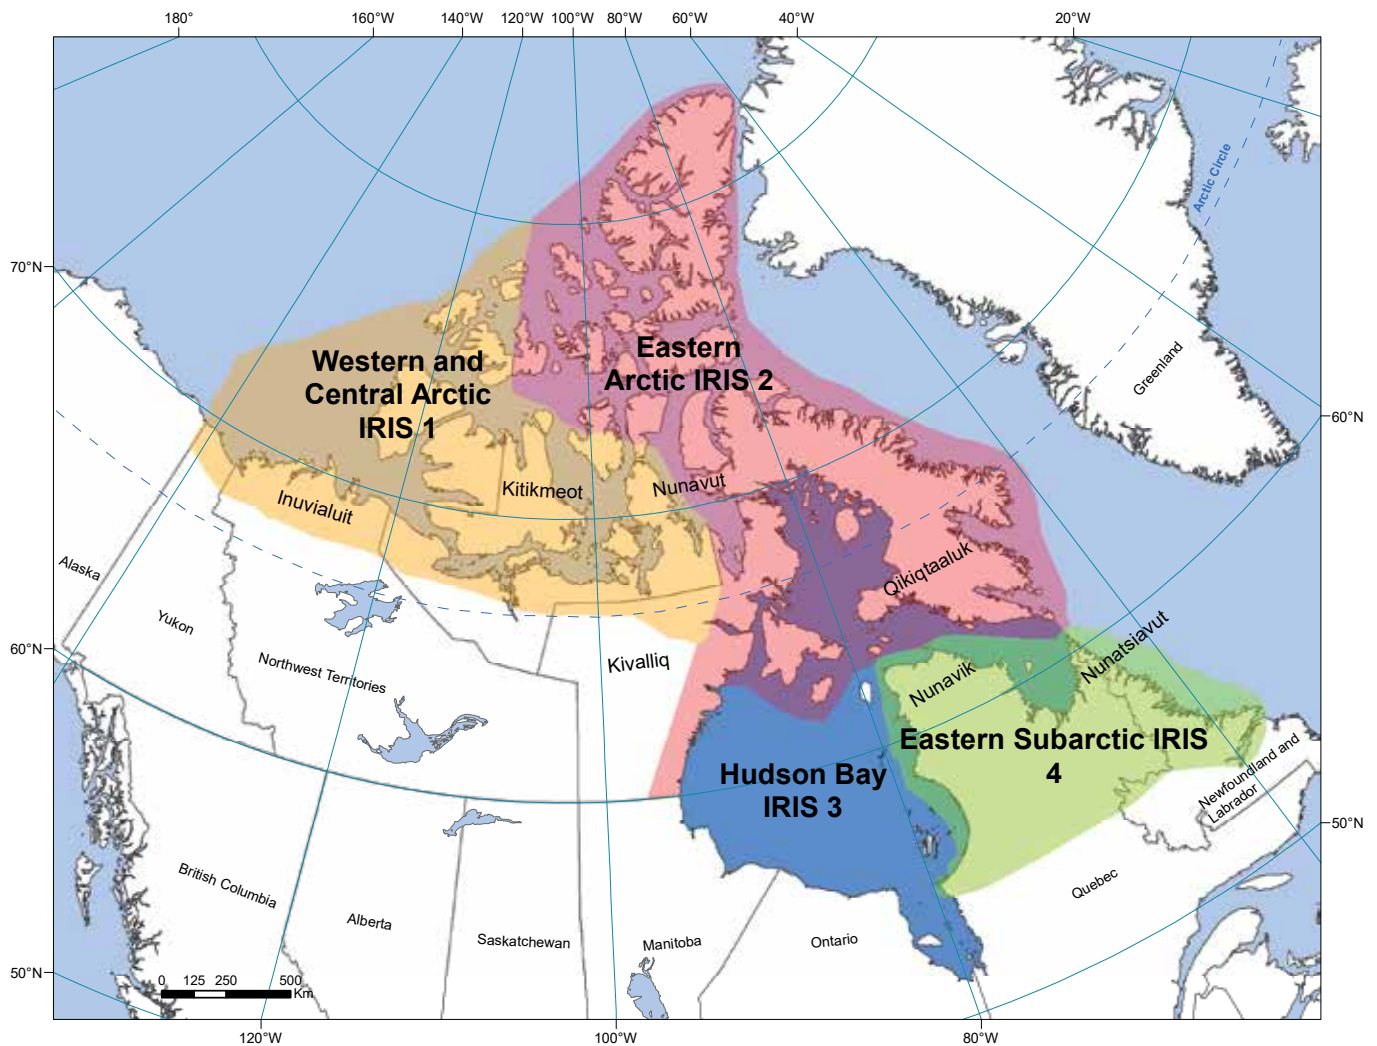 180°
160°W
140°W
120°W
100°W
80°W
60°W
40°W
20°W
Arctic Circle
70°N
Greenland
Western and
Central Arctic
IRIS 1
Eastern
Arctic IRIS 2
60°N
Inuvialuit
Kitikmeot
Nunavut
Alaska
Yukon
Qikiqtaaluk
60°N
Northwest Territories
Kivalliq
Nunavik
Nunatsiavut
Eastern Subarctic IRIS
4
Hudson Bay
IRIS 3
Newfoundland and
Labrador
50°N
British Columbia
Alberta
Saskatchewan
Manitoba
Ontario
Quebec
50°N
0 125 250 500
Km
120°W
100°W
80°W